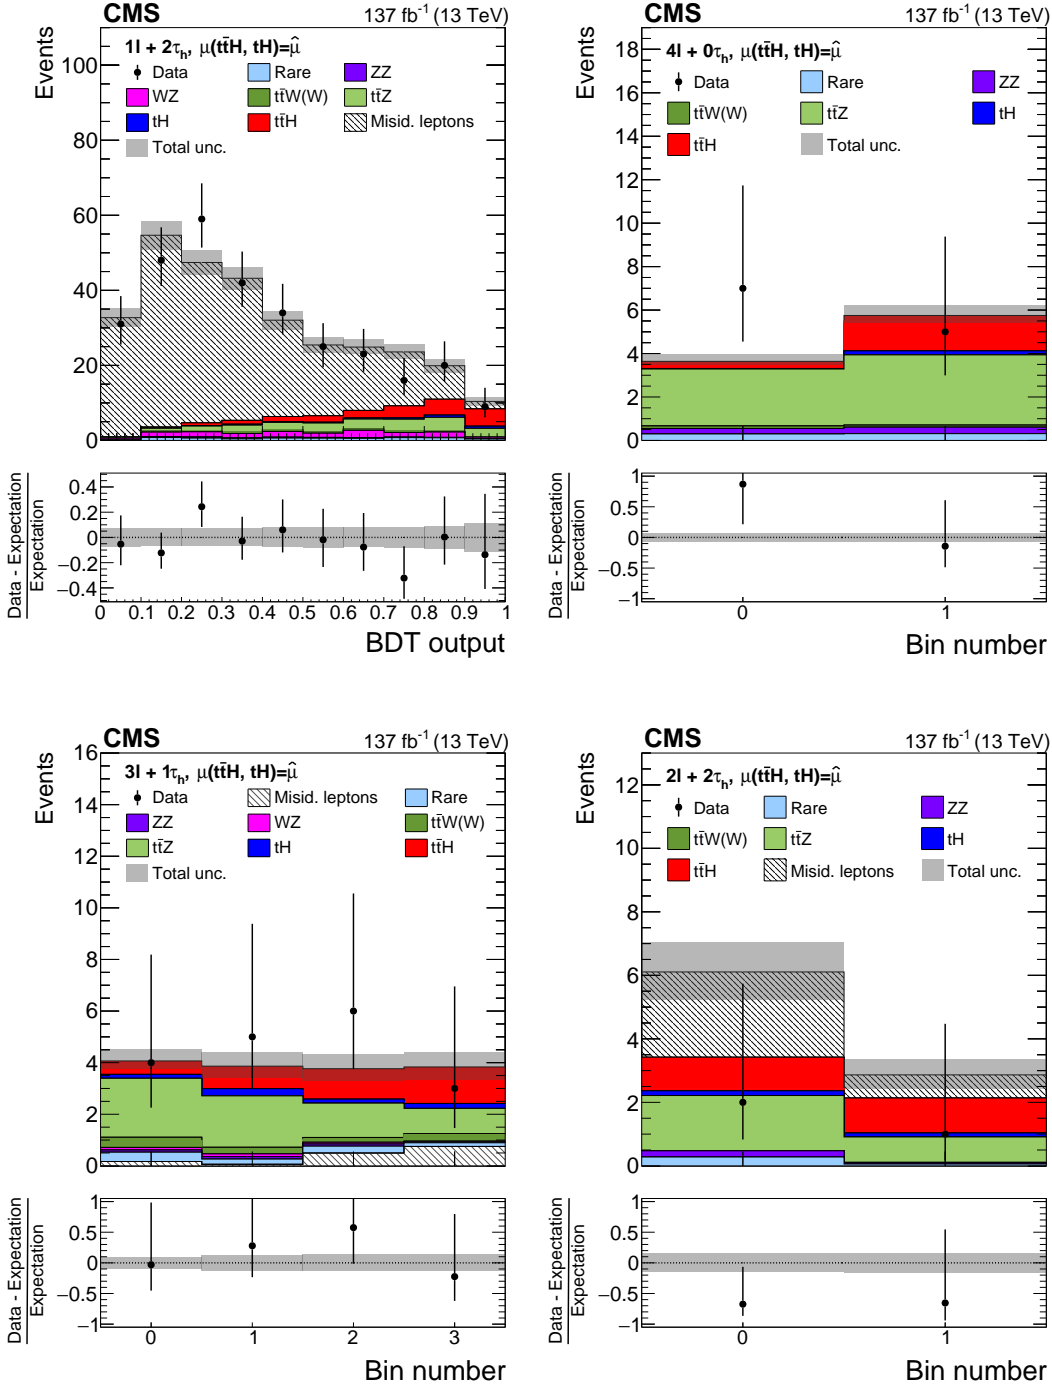 CMS 137 fb⁻¹ (13 TeV)
Events
1l + 2τh, μ(tt̄H, tH)=μ̂
Data Rare ZZ
WZ tt̄W(W) tt̄Z
tH tt̄H Misid. leptons
Total unc.
100
80
60
40
20
0
Data - Expectation
Expectation
0.4
0.2
0
−0.2
−0.4
0 0.1 0.2 0.3 0.4 0.5 0.6 0.7 0.8 0.9 1
BDT output
CMS 137 fb⁻¹ (13 TeV)
Events
4l + 0τh, μ(tt̄H, tH)=μ̂
Data Rare ZZ
tt̄W(W) tt̄Z tH
tt̄H Total unc.
18
16
14
12
10
8
6
4
2
0
Data - Expectation
Expectation
1
0.5
0
−0.5
−1
0 1
Bin number
CMS 137 fb⁻¹ (13 TeV)
Events
3l + 1τh, μ(tt̄H, tH)=μ̂
Data Misid. leptons Rare
ZZ WZ tt̄W(W)
tt̄Z tH tt̄H
Total unc.
16
14
12
10
8
6
4
2
0
Data - Expectation
Expectation
1
0.5
0
−0.5
−1
0 1 2 3
Bin number
CMS 137 fb⁻¹ (13 TeV)
Events
2l + 2τh, μ(tt̄H, tH)=μ̂
Data Rare ZZ
tt̄W(W) tt̄Z tH
tt̄H Misid. leptons Total unc.
12
10
8
6
4
2
0
Data - Expectation
Expectation
1
0.5
0
−0.5
−1
0 1
Bin number